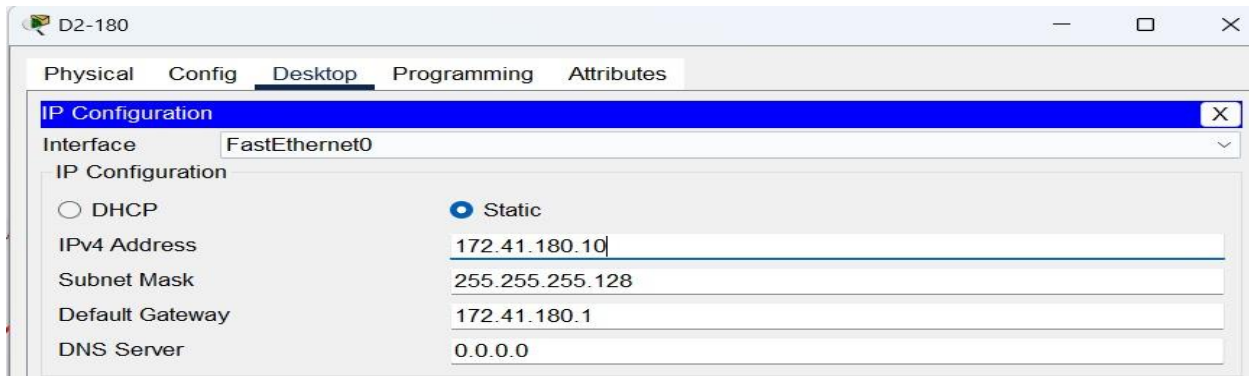 D2-180
Physical Config Desktop Programming Attributes
IP Configuration X
Interface FastEthernet0
IP Configuration
DHCP Static
IPv4 Address 172.41.180.10
Subnet Mask 255.255.255.128
Default Gateway 172.41.180.1
DNS Server 0.0.0.0